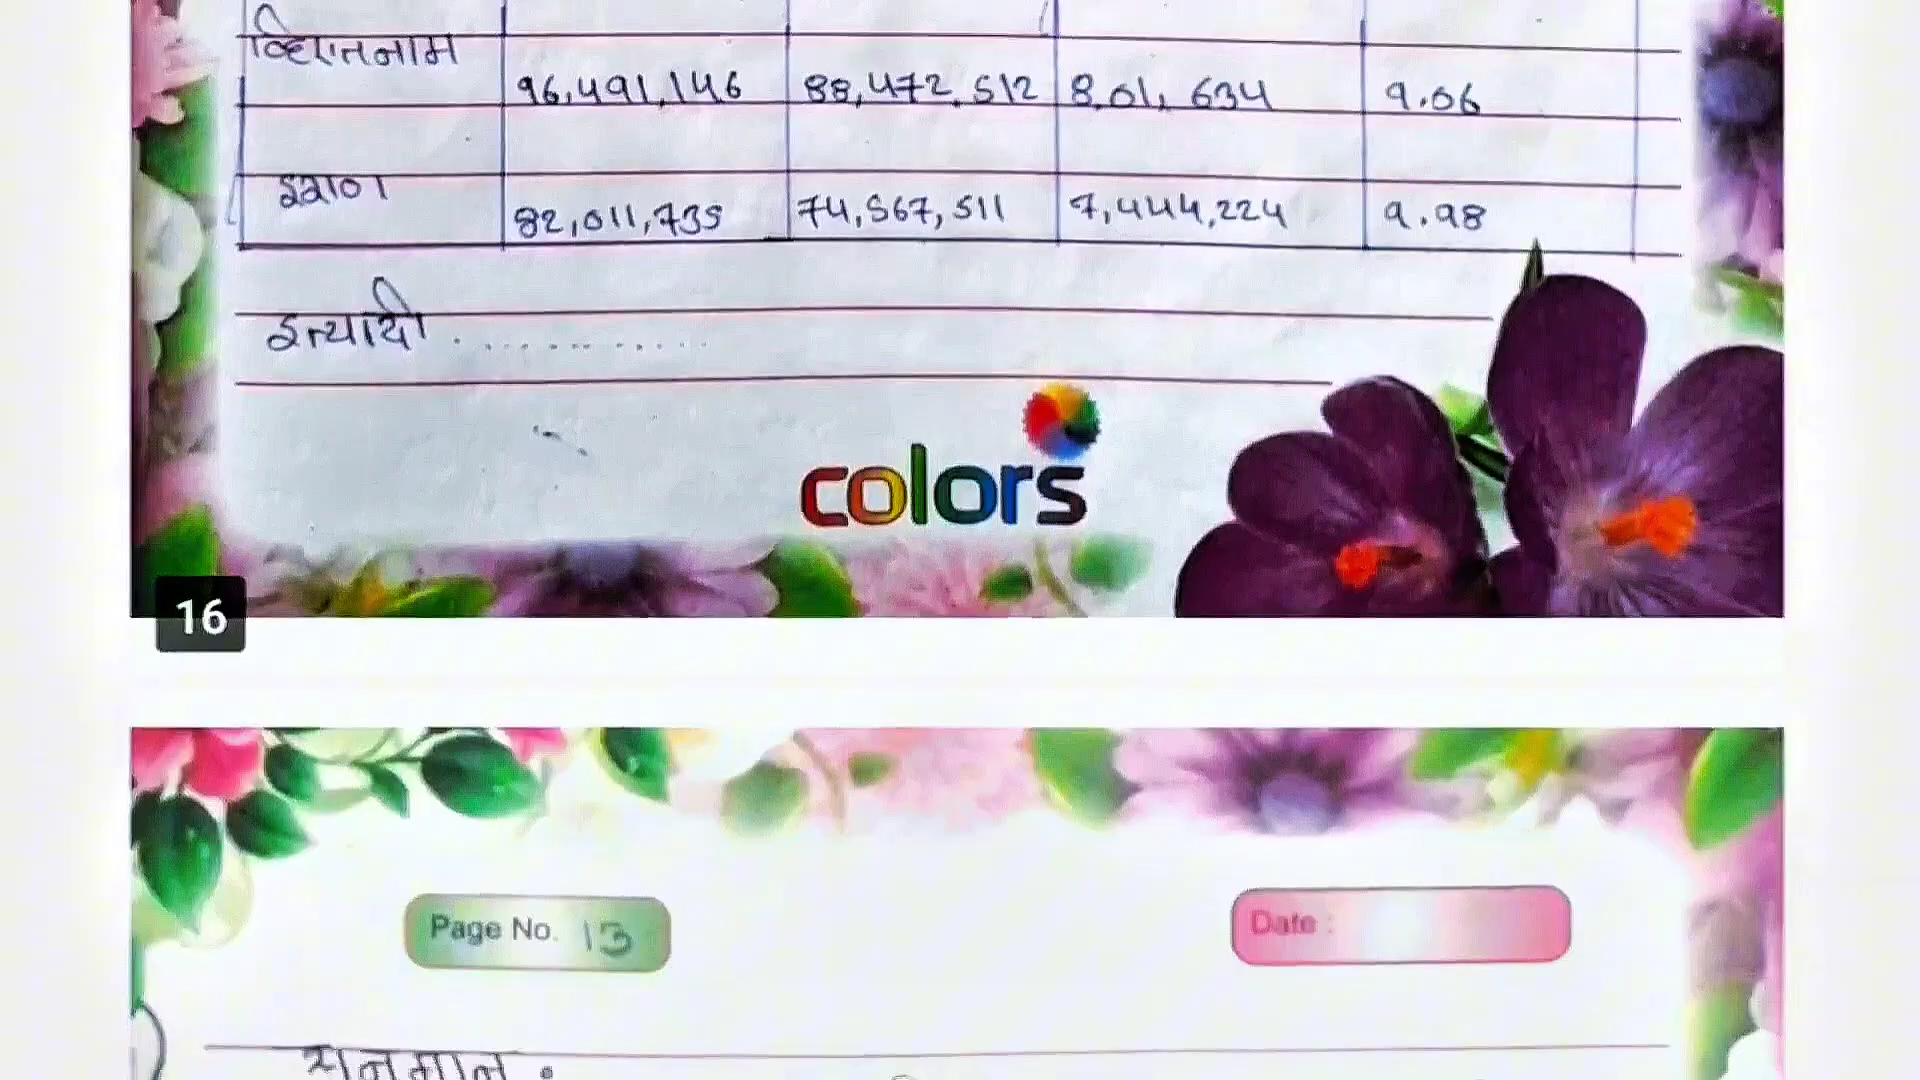 व्हिएतनाम
96,491,146 88,472,512 8,01,634 9.06
इराण
82,011,735 74,567,511 7,444,224 9.98
इत्यादी ............
colors
16
Page No. 13
Date :